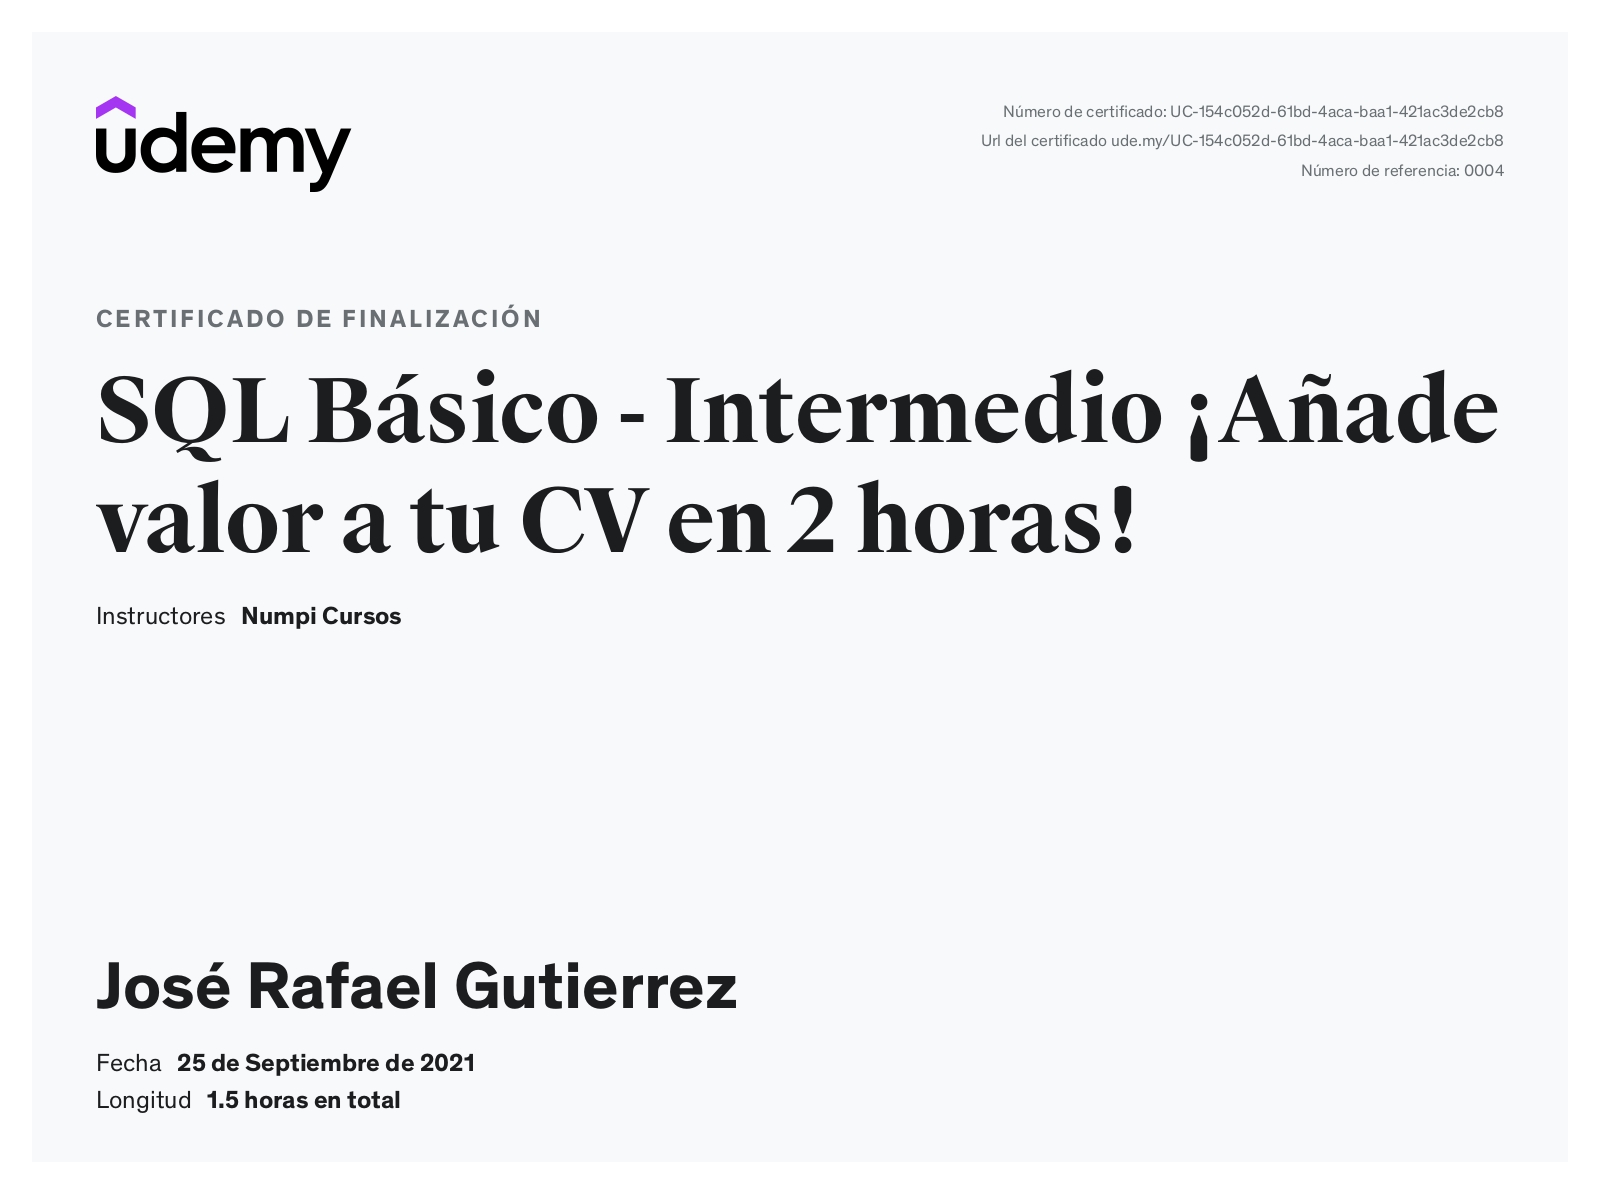 udemy
Número de certificado: UC-154c052d-61bd-4aca-baa1-421ac3de2cb8
Url del certificado ude.my/UC-154c052d-61bd-4aca-baa1-421ac3de2cb8
Número de referencia: 0004
CERTIFICADO DE FINALIZACIÓN
SQL Básico - Intermedio ¡Añade
valor a tu CV en 2 horas!
Instructores Numpi Cursos
José Rafael Gutierrez
Fecha 25 de Septiembre de 2021
Longitud 1.5 horas en total